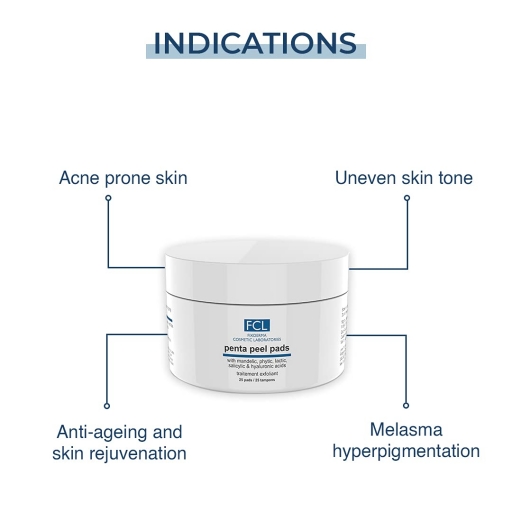 INDICATIONS
Acne prone skin
Uneven skin tone
FCL
FIXDERMA
COSMETIC LABORATORIES
penta peel pads
with mandelic, phytic, lactic,
salicylic & hyaluronic acids
traitement exfoliant
25 pads / 25 tampons
Anti-ageing and
skin rejuvenation
Melasma
hyperpigmentation